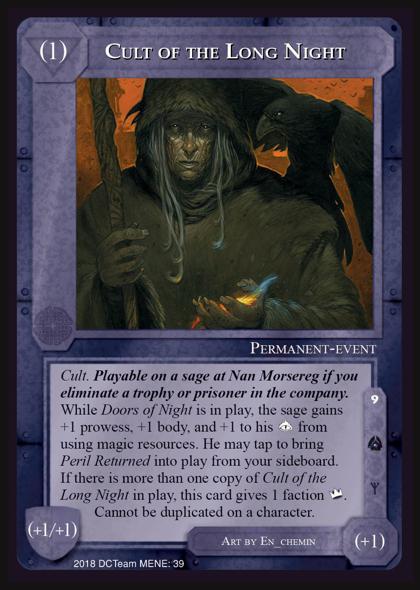 (1)
Cult of the Long Night
Permanent-event
Cult. Playable on a sage at Nan Morsereg if you
eliminate a trophy or prisoner in the company.
While Doors of Night is in play, the sage gains
+1 prowess, +1 body, and +1 to his from
using magic resources. He may tap to bring
Peril Returned into play from your sideboard.
If there is more than one copy of Cult of the
Long Night in play, this card gives 1 faction .
Cannot be duplicated on a character.
9
(+1/+1)
Art by En_chemin
(+1)
2018 DCTeam MENE: 39